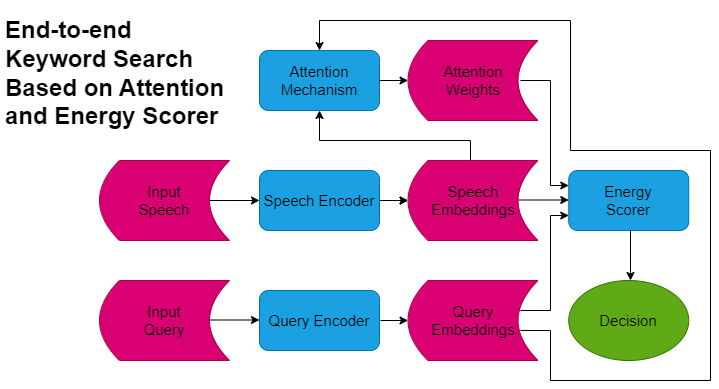 End-to-end
Keyword Search
Based on Attention
and Energy Scorer
Attention
Mechanism
Attention
Weights
Input
Speech
Speech Encoder
Speech
Embeddings
Energy
Scorer
Input
Query
Query Encoder
Query
Embeddings
Decision